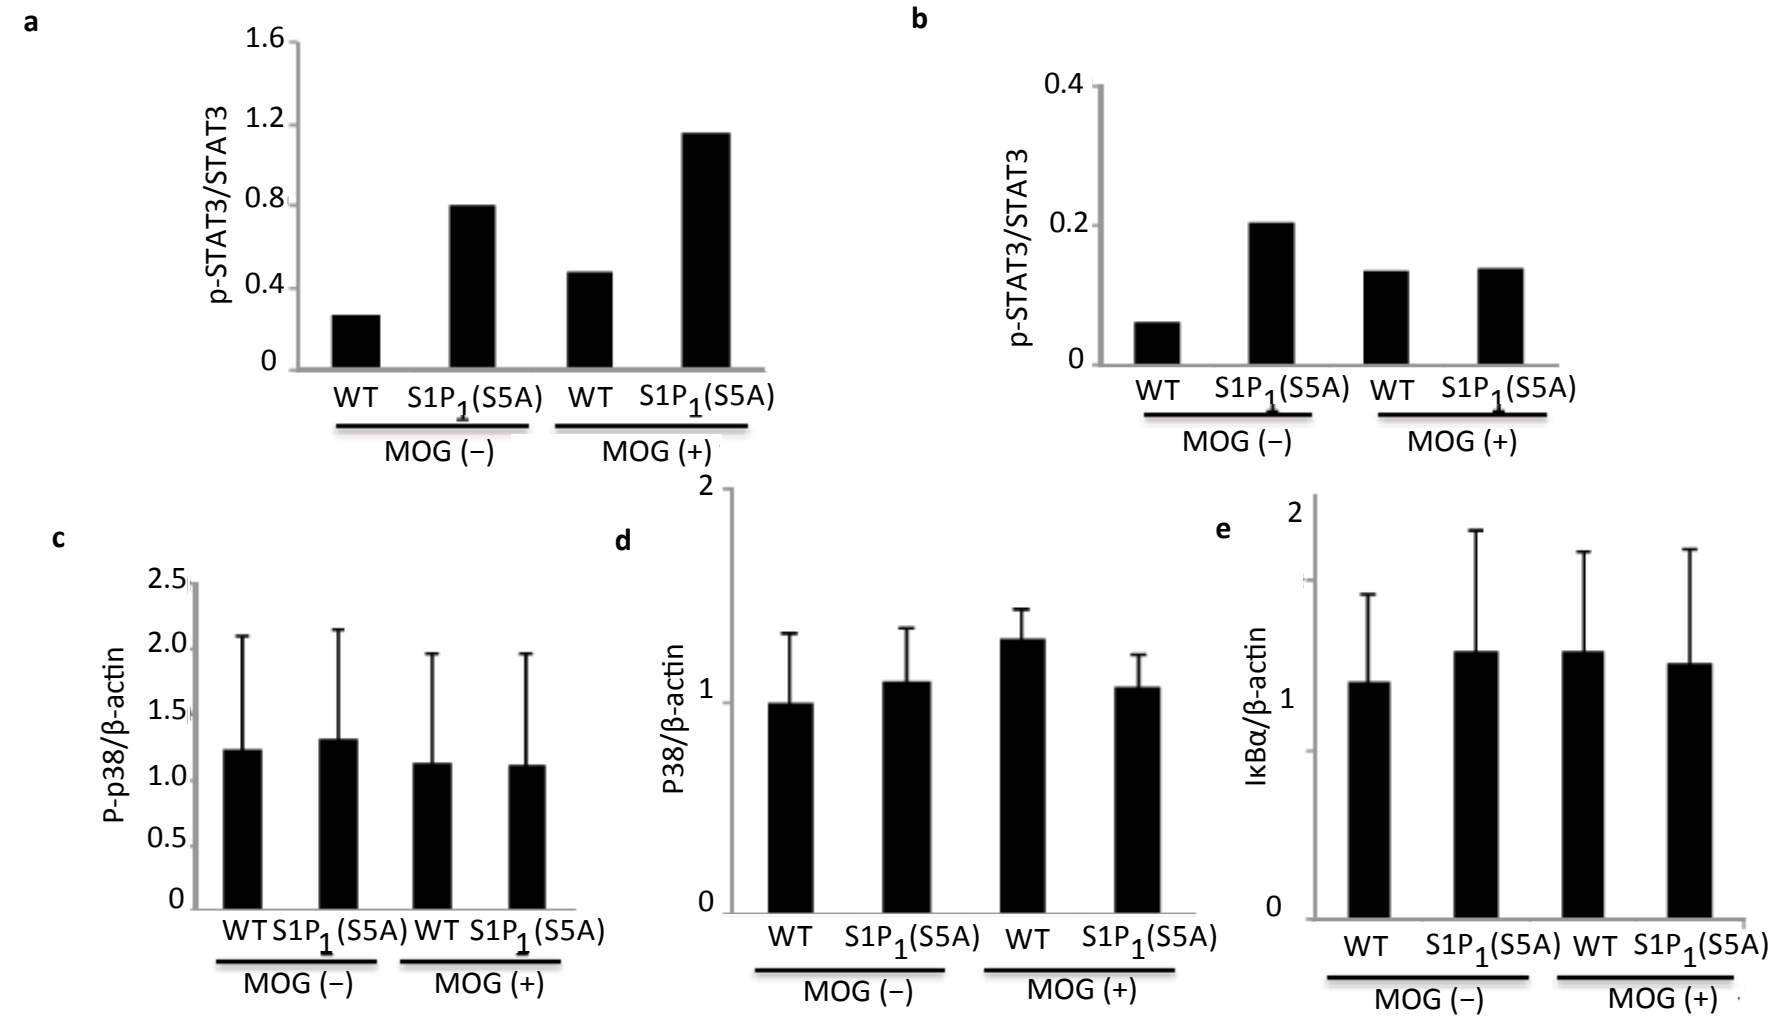 a
p-STAT3/STAT3
1.6
1.2
0.8
0.4
0
WT S1P1(S5A) WT S1P1(S5A)
MOG (−) MOG (+)
b
p-STAT3/STAT3
0.4
0.2
0
WT S1P1(S5A) WT S1P1(S5A)
MOG (−) MOG (+)
c
P-p38/β-actin
2.5
2.0
1.5
1.0
0.5
0
WT S1P1(S5A) WT S1P1(S5A)
MOG (−) MOG (+)
d
P38/β-actin
2
1
0
WT S1P1(S5A) WT S1P1(S5A)
MOG (−) MOG (+)
e
IκBα/β-actin
2
1
0
WT S1P1(S5A) WT S1P1(S5A)
MOG (−) MOG (+)